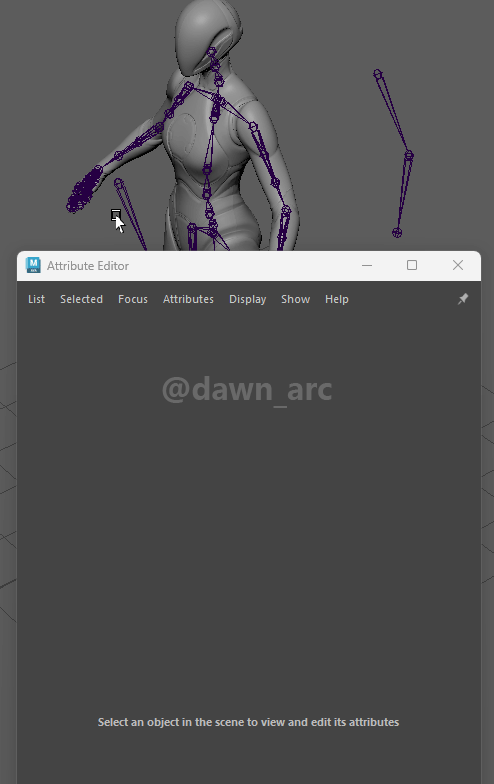 Attribute Editor
List Selected Focus Attributes Display Show Help
@dawn_arc
Select an object in the scene to view and edit its attributes